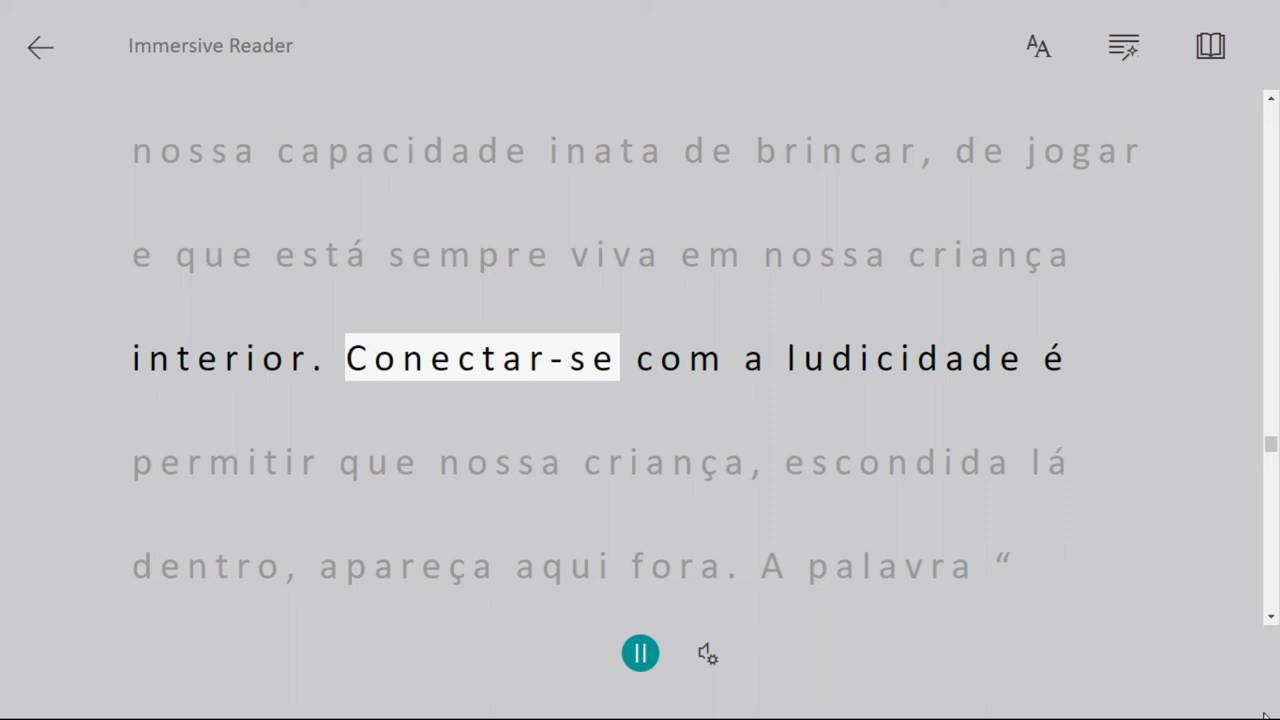 Immersive Reader
nossa capacidade inata de brincar, de jogar
e que está sempre viva em nossa criança
interior. Conectar-se com a ludicidade é
permitir que nossa criança, escondida lá
dentro, apareça aqui fora. A palavra “